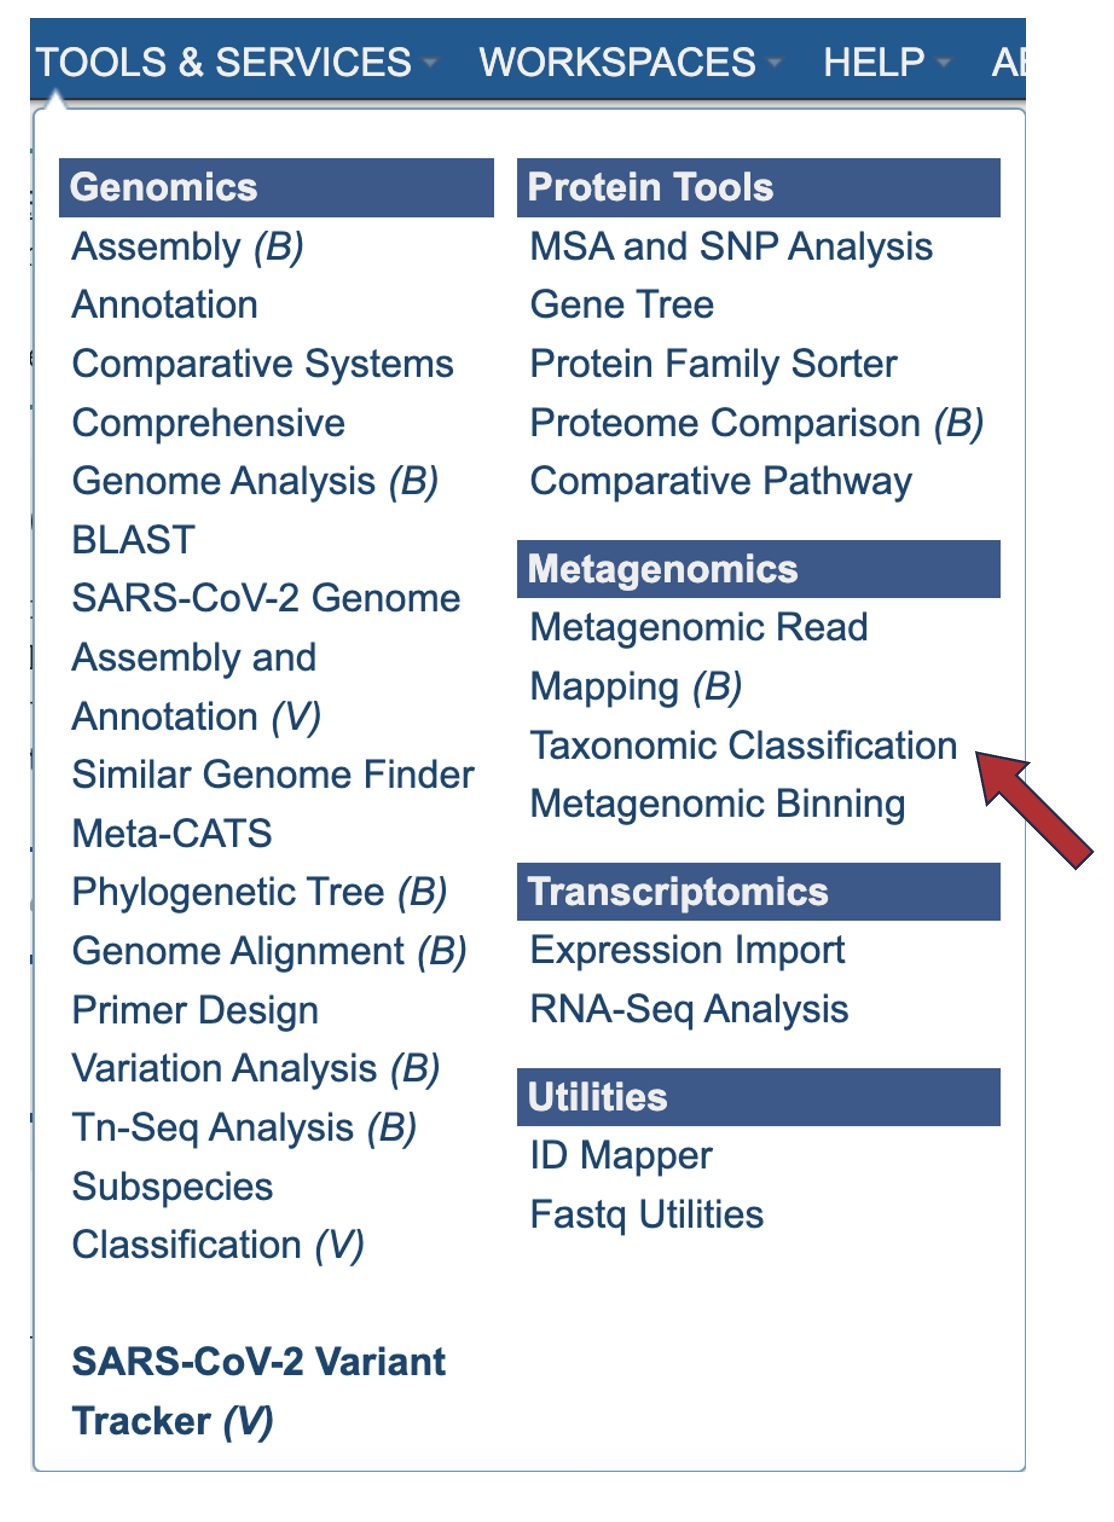 TOOLS & SERVICES WORKSPACES HELP
Genomics
Assembly (B)
Annotation
Comparative Systems
Comprehensive
Genome Analysis (B)
BLAST
SARS-CoV-2 Genome
Assembly and
Annotation (V)
Similar Genome Finder
Meta-CATS
Phylogenetic Tree (B)
Genome Alignment (B)
Primer Design
Variation Analysis (B)
Tn-Seq Analysis (B)
Subspecies
Classification (V)
SARS-CoV-2 Variant
Tracker (V)
Protein Tools
MSA and SNP Analysis
Gene Tree
Protein Family Sorter
Proteome Comparison (B)
Comparative Pathway
Metagenomics
Metagenomic Read
Mapping (B)
Taxonomic Classification
Metagenomic Binning
Transcriptomics
Expression Import
RNA-Seq Analysis
Utilities
ID Mapper
Fastq Utilities